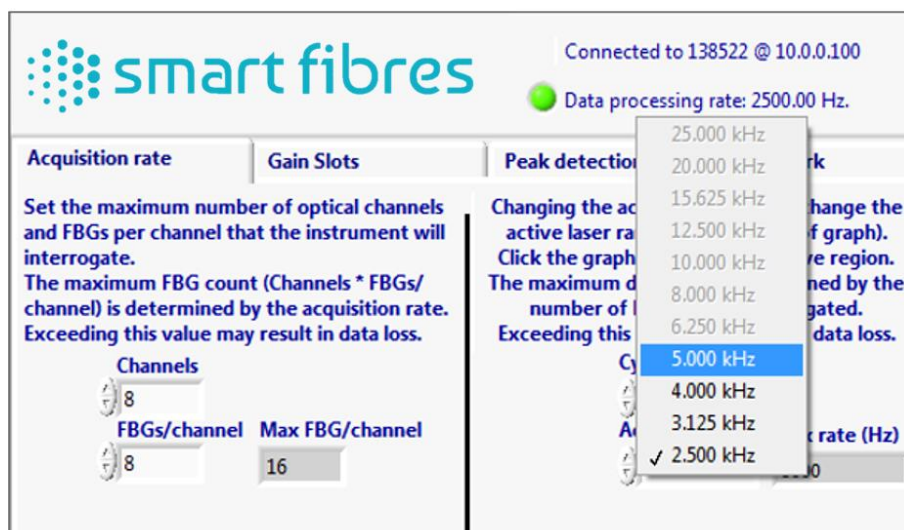 smart fibres
Connected to 138522 @ 10.0.0.100
Data processing rate: 2500.00 Hz.
Acquisition rate
Gain Slots
Peak detection
Set the maximum number of optical channels
and FBGs per channel that the instrument will
interrogate.
The maximum FBG count (Channels * FBGs/
channel) is determined by the acquisition rate.
Exceeding this value may result in data loss.
Channels
8
FBGs/channel
8
Max FBG/channel
16
Changing the
hange the
active laser
of graph).
Click the graph
region.
The maximum
by the
number of
Exceeding this
data loss.
rate (Hz)
25.000 kHz
20.000 kHz
15.625 kHz
12.500 kHz
10.000 kHz
8.000 kHz
6.250 kHz
5.000 kHz
4.000 kHz
3.125 kHz
✓ 2.500 kHz